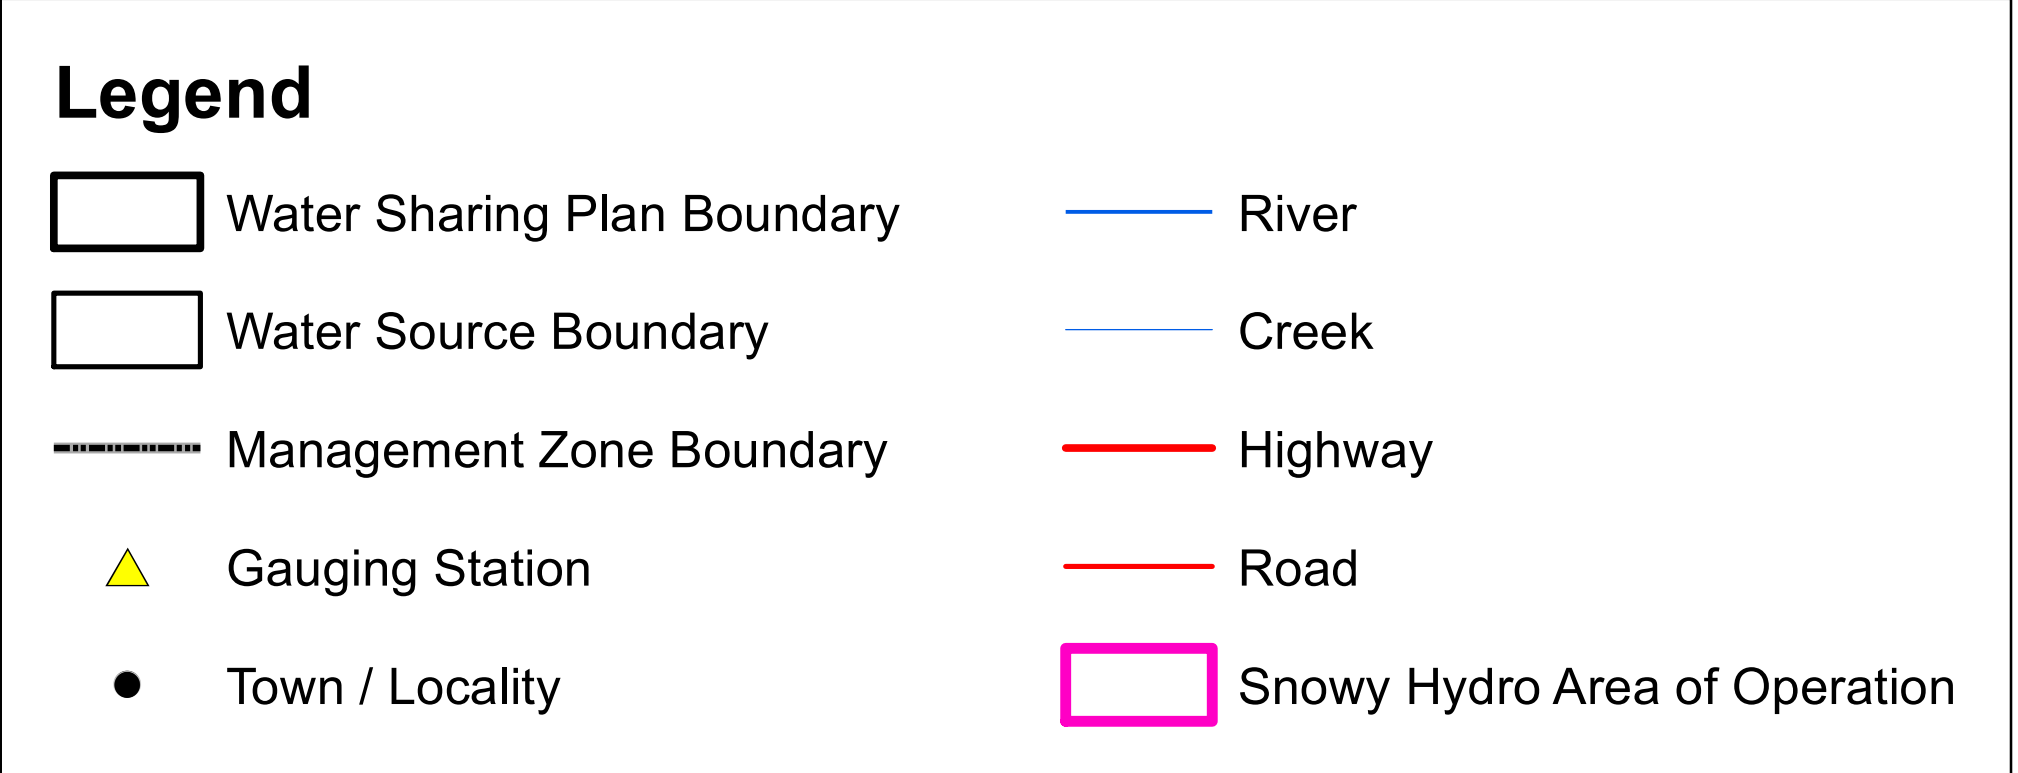 Legend
Water Sharing Plan Boundary
Water Source Boundary
Management Zone Boundary
Gauging Station
Town / Locality
River
Creek
Highway
Road
Snowy Hydro Area of Operation